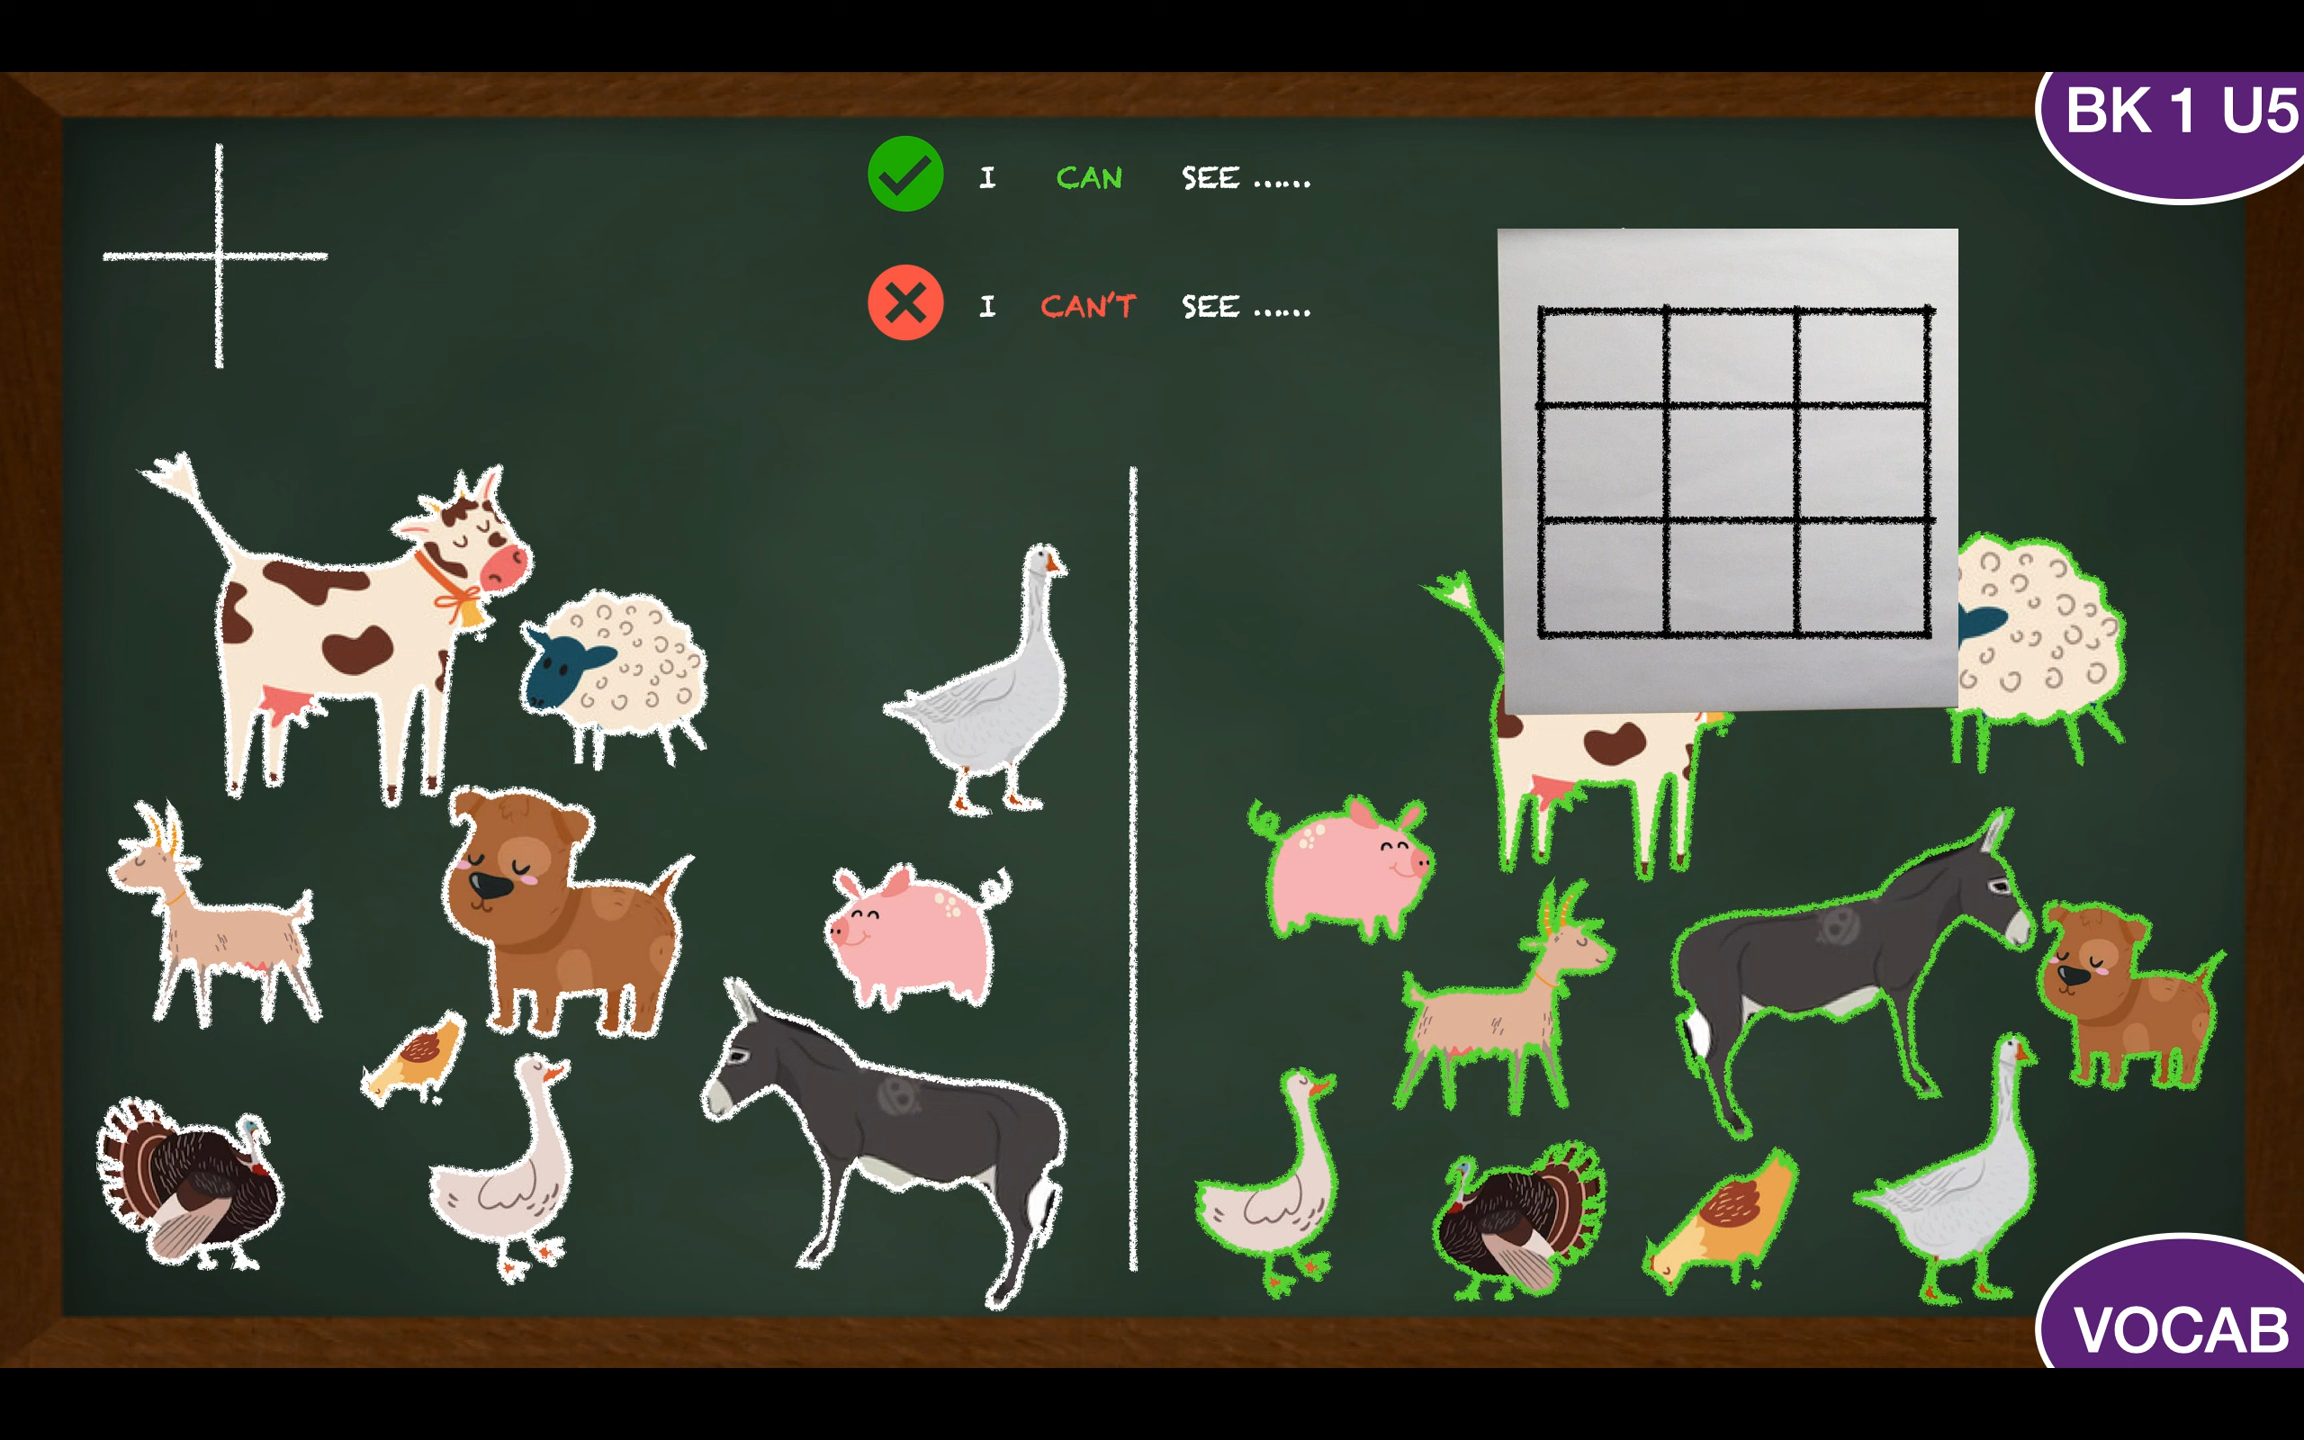 BK 1 U5
I CAN SEE ......
I CAN'T SEE ......
VOCAB